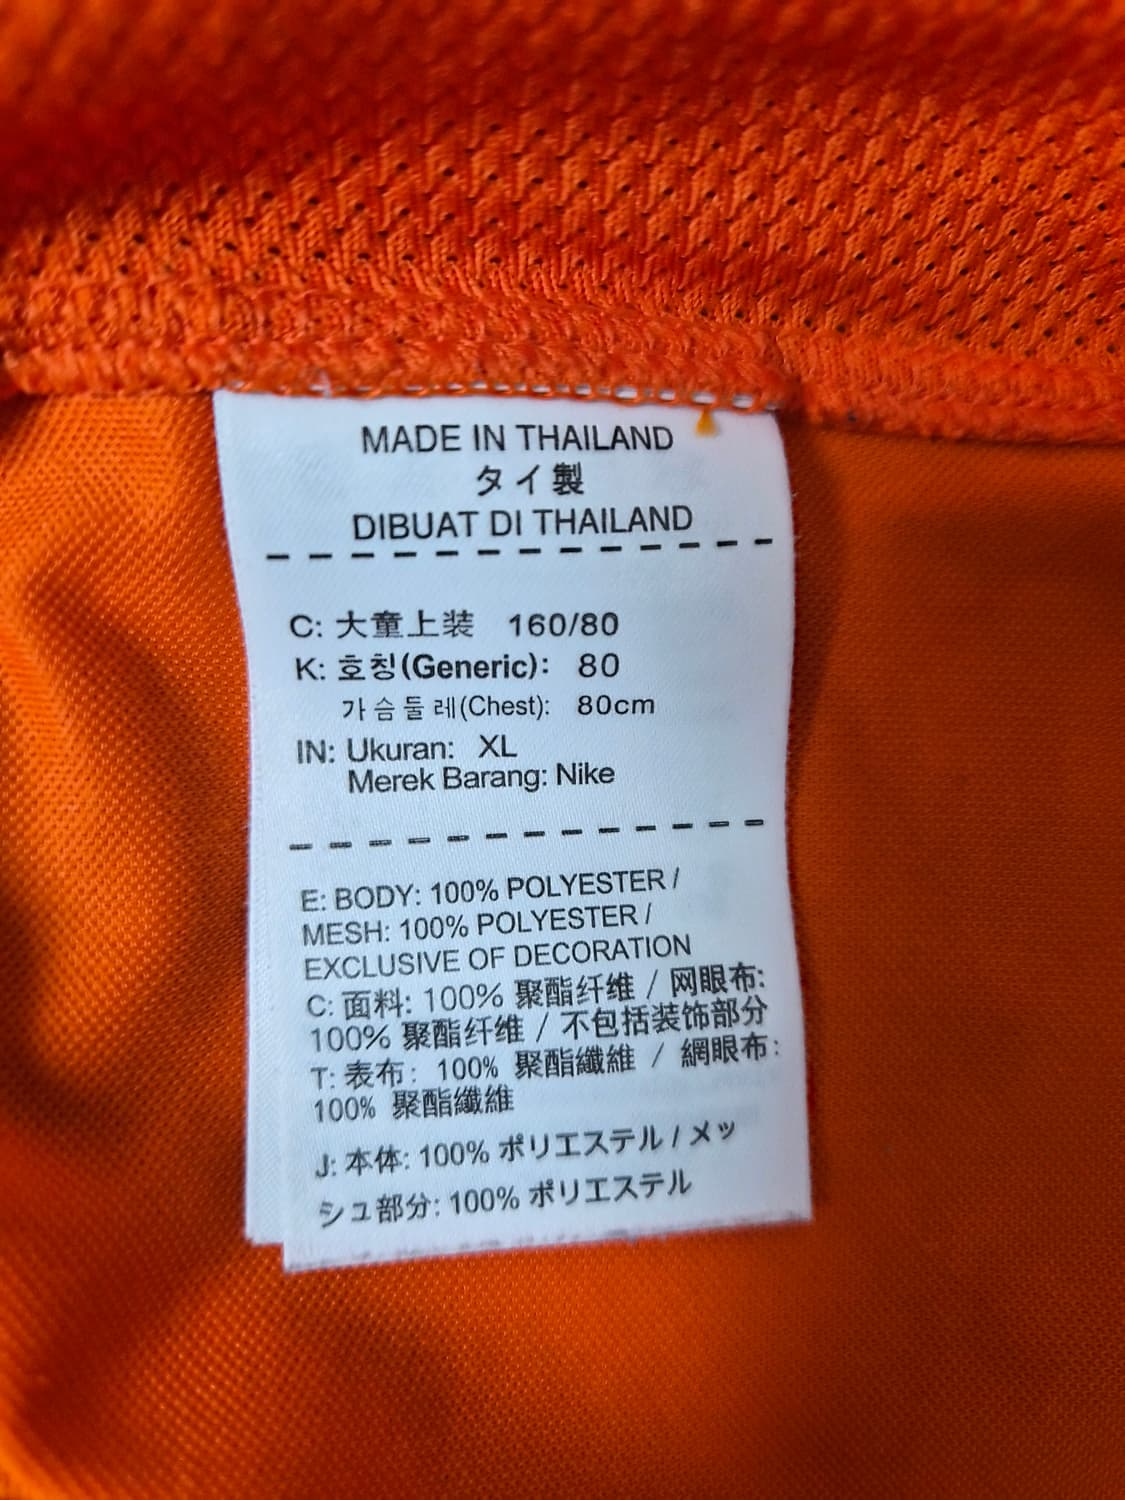 MADE IN THAILAND
タイ製
DIBUAT DI THAILAND
C: 大童上装 160/80
K: 호칭(Generic): 80
가슴둘레(Chest): 80cm
IN: Ukuran: XL
Merek Barang: Nike
E: BODY: 100% POLYESTER /
MESH: 100% POLYESTER /
EXCLUSIVE OF DECORATION
C: 面料: 100% 聚酯纤维 / 网眼布:
100% 聚酯纤维 / 不包括装饰部分
T: 表布: 100% 聚酯纖維 / 網眼布:
100% 聚酯纖維
J: 本体: 100% ポリエステル / メッ
シュ部分: 100% ポリエステル